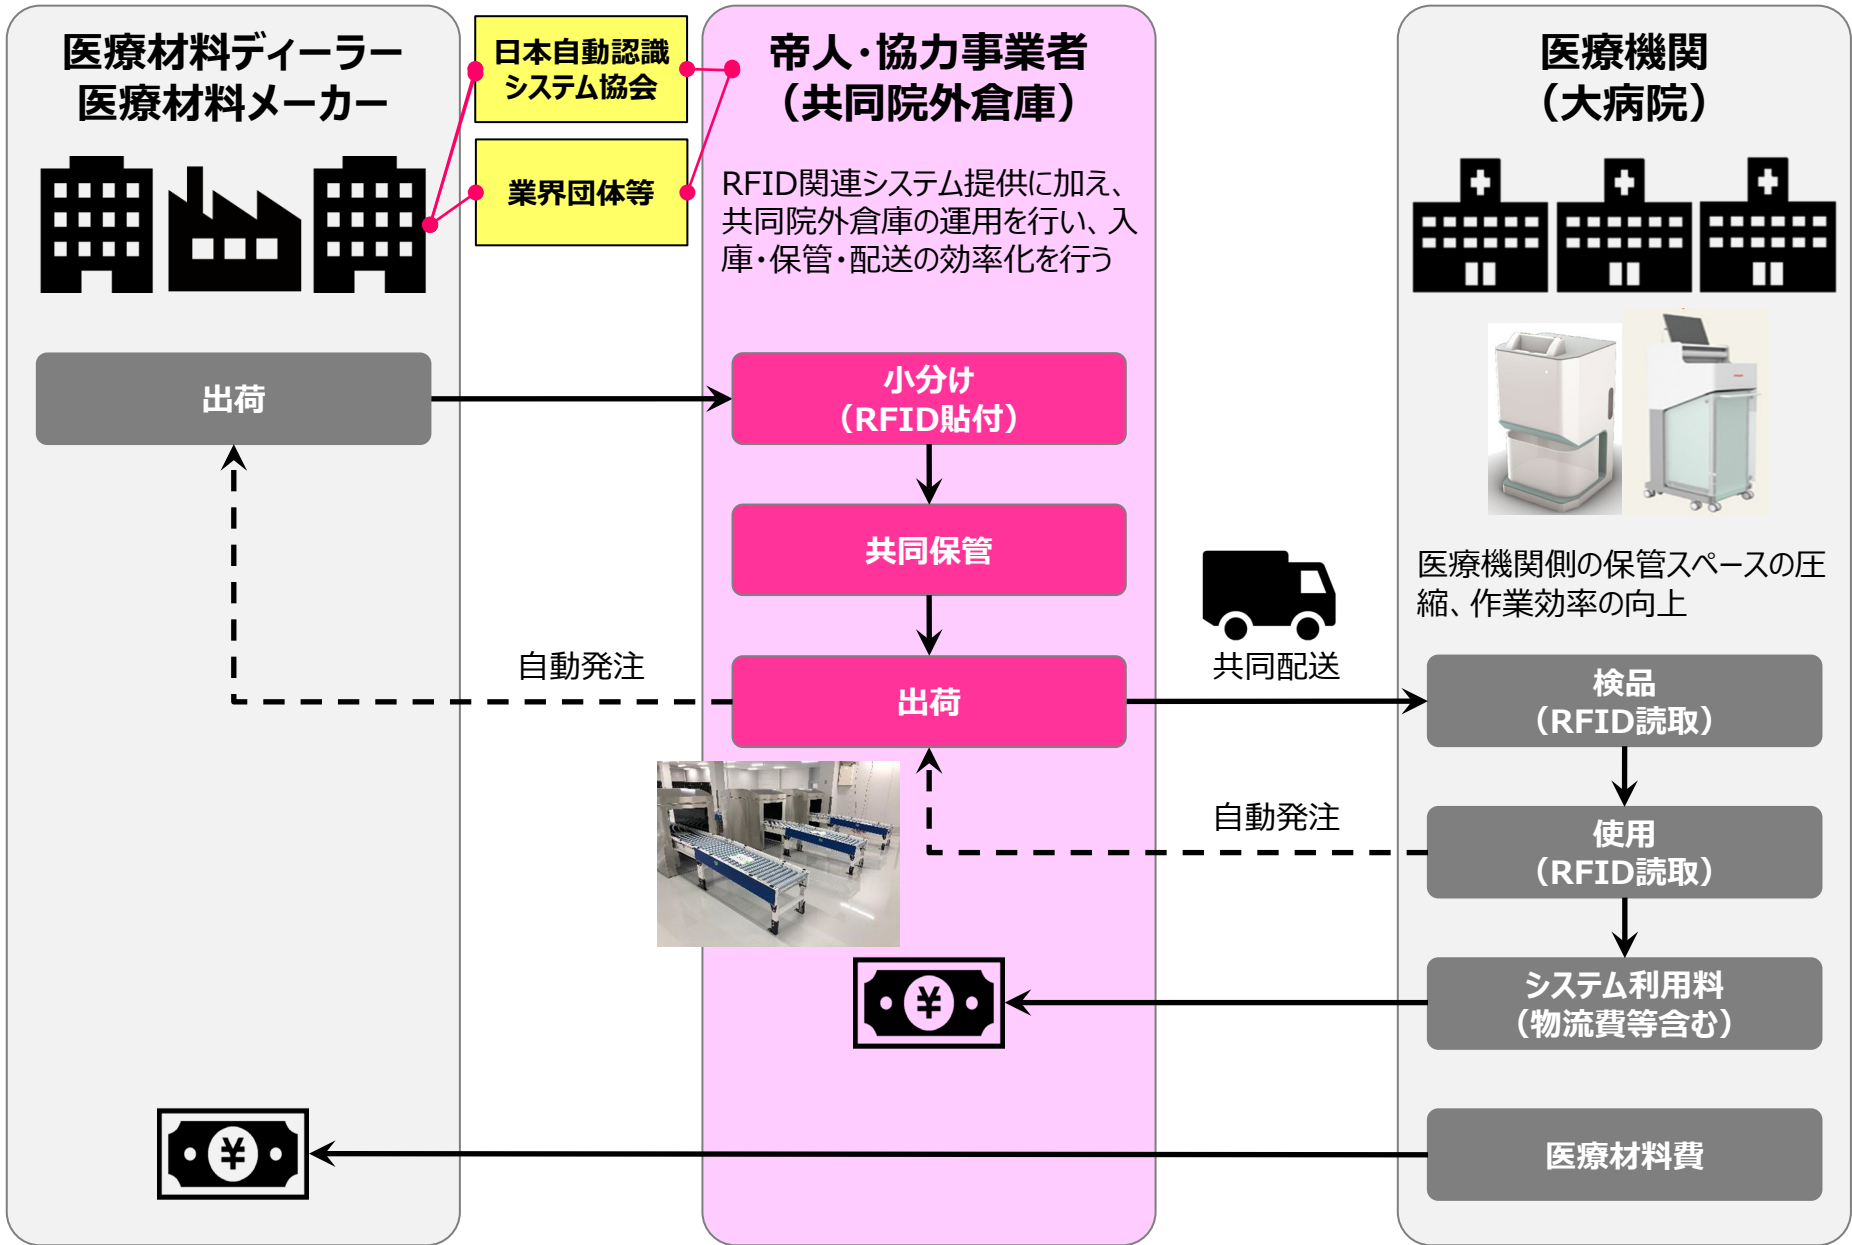 医療材料ディーラー
医療材料メーカー
日本自動認識
システム協会
業界団体等
帝人・協力事業者
（共同院外倉庫）
RFID関連システム提供に加え、
共同院外倉庫の運用を行い、入
庫・保管・配送の効率化を行う
医療機関
（大病院）
出荷
小分け
（RFID貼付）
共同保管
出荷
自動発注
共同配送
医療機関側の保管スペースの圧
縮、作業効率の向上
検品
（RFID読取）
自動発注
使用
（RFID読取）
システム利用料
（物流費等含む）
¥
医療材料費
¥